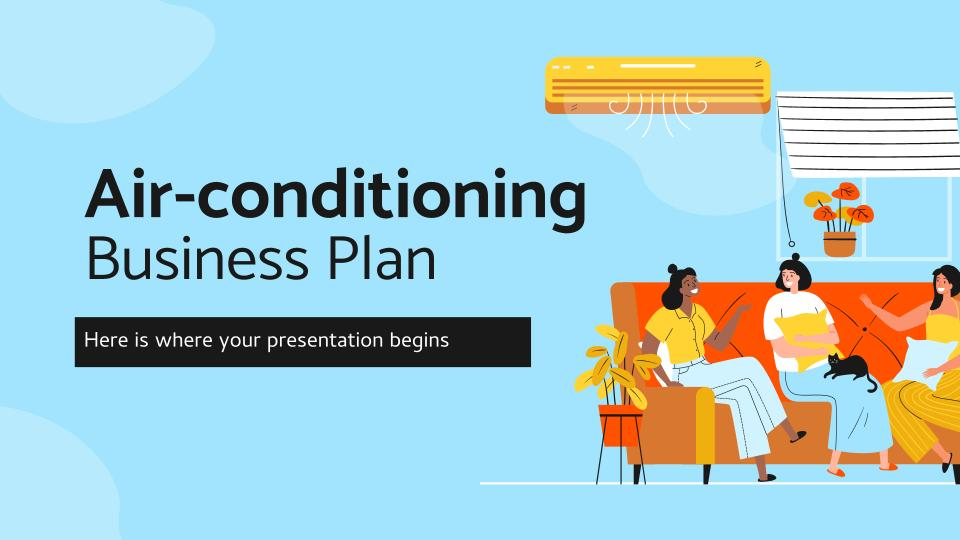 Air-conditioning
Business Plan
Here is where your presentation begins